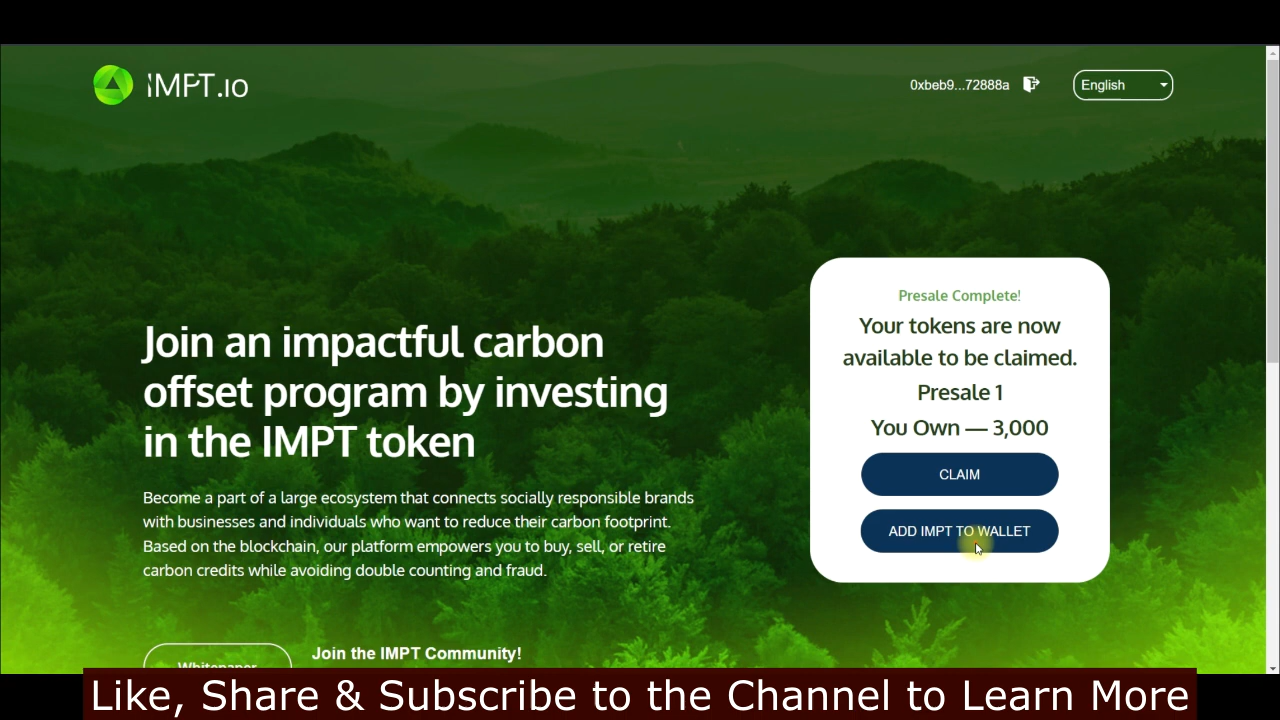 IMPT.io
0xbeb9...72888a
English
Join an impactful carbon
offset program by investing
in the IMPT token
Become a part of a large ecosystem that connects socially responsible brands
with businesses and individuals who want to reduce their carbon footprint.
Based on the blockchain, our platform empowers you to buy, sell, or retire
carbon credits while avoiding double counting and fraud.
Presale Complete!
Your tokens are now
available to be claimed.
Presale 1
You Own — 3,000
CLAIM
ADD IMPT TO WALLET
Whitepaper
Join the IMPT Community!
Like, Share & Subscribe to the Channel to Learn More